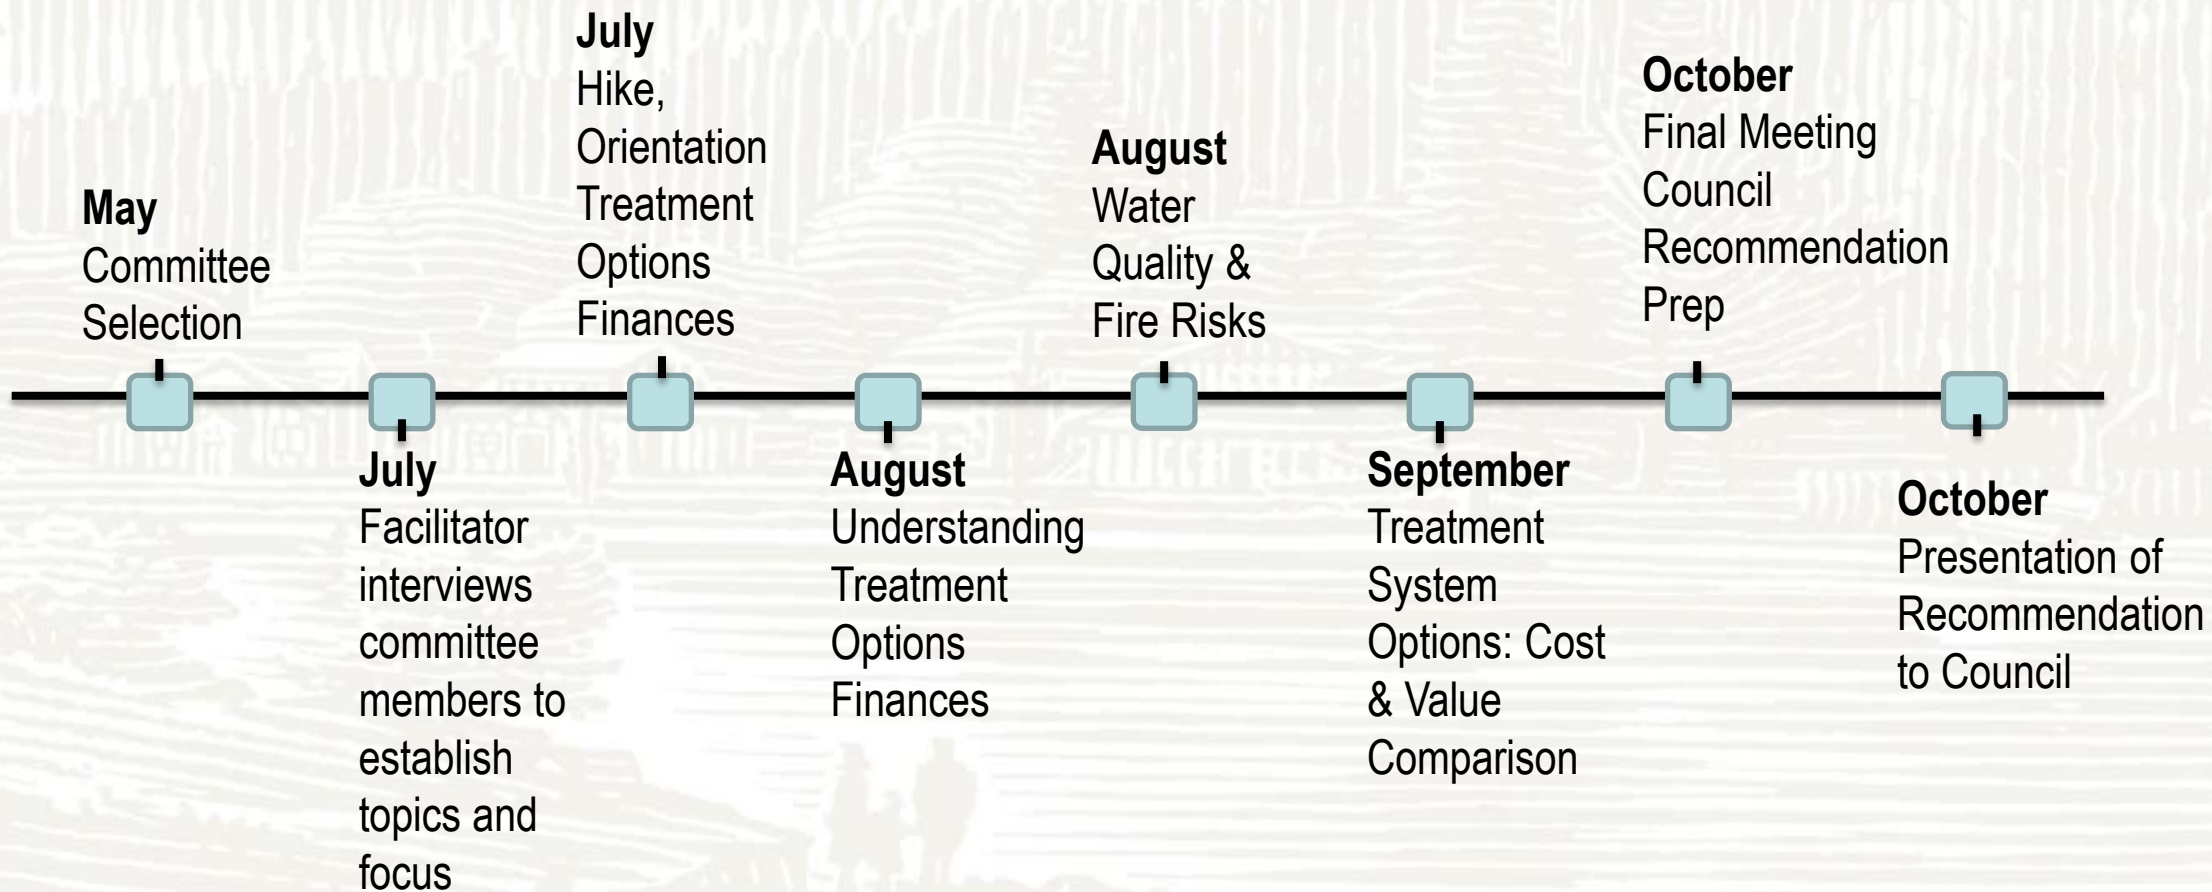 May
Committee
Selection
July
Facilitator
interviews
committee
members to
establish
topics and
focus
July
Hike,
Orientation
Treatment
Options
Finances
August
Understanding
Treatment
Options
Finances
August
Water
Quality &
Fire Risks
September
Treatment
System
Options: Cost
& Value
Comparison
October
Final Meeting
Council
Recommendation
Prep
October
Presentation of
Recommendation
to Council